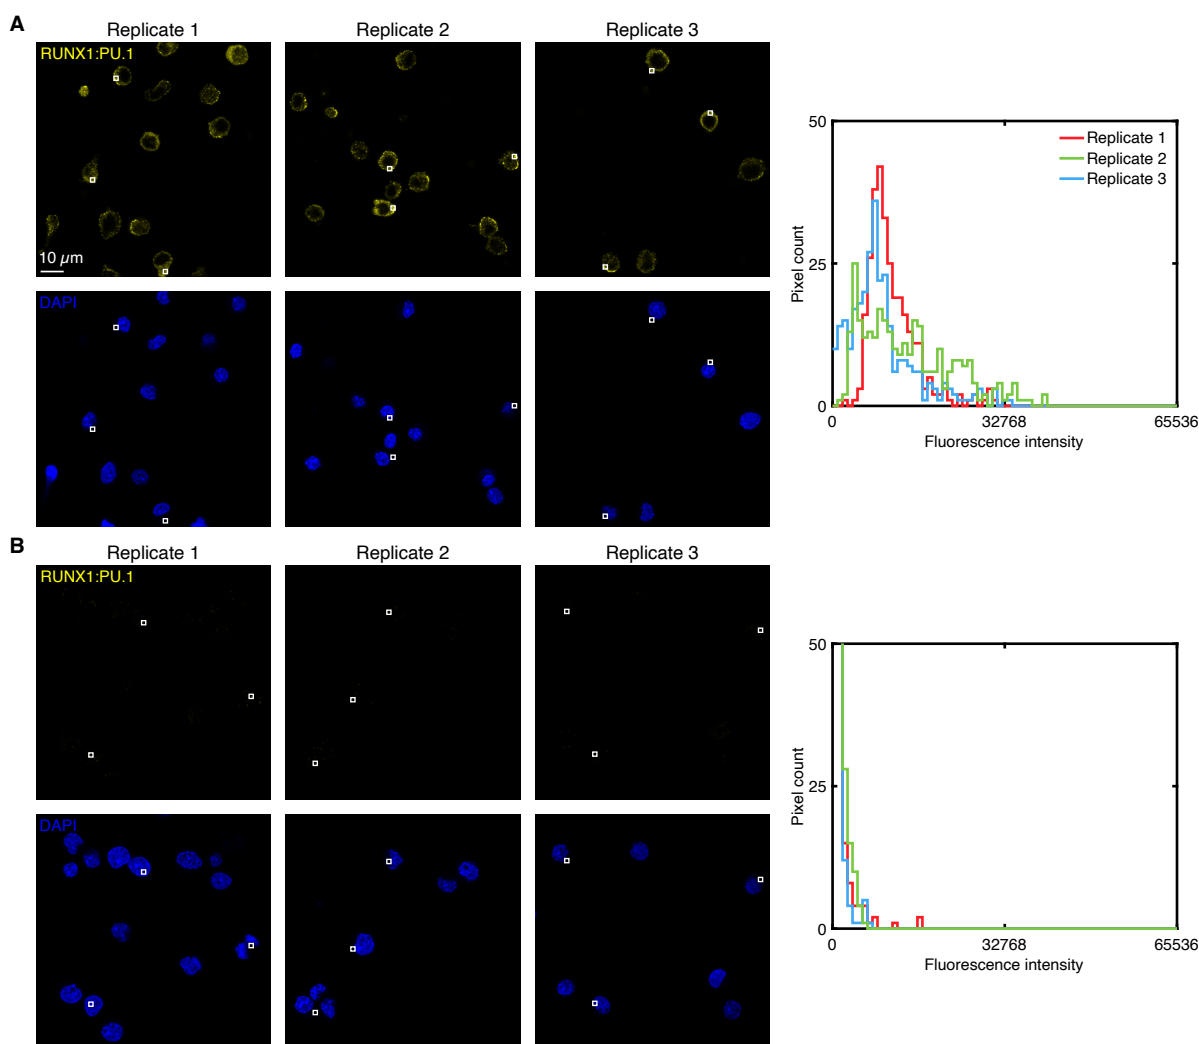 A
Replicate 1
Replicate 2
Replicate 3
RUNX1:PU.1
10 µm
DAPI
50
25
0
Pixel count
Replicate 1
Replicate 2
Replicate 3
0
32768
65536
Fluorescence intensity
B
Replicate 1
Replicate 2
Replicate 3
RUNX1:PU.1
DAPI
50
25
0
Pixel count
0
32768
65536
Fluorescence intensity